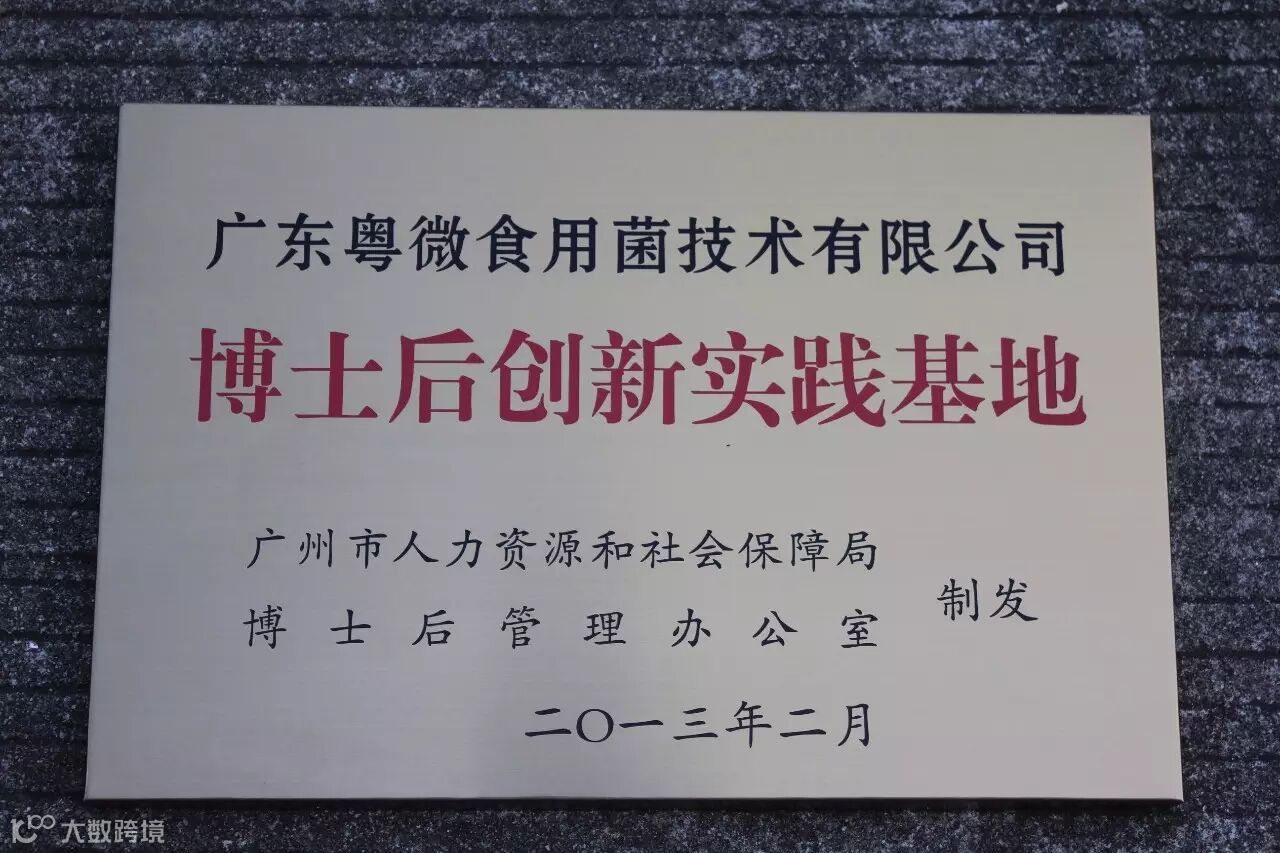 广东粤微食用菌技术有限公司
博士后创新实践基地
广州市人力资源和社会保障局
博士后管理办公室
制发
二〇一三年二月
大数跨境